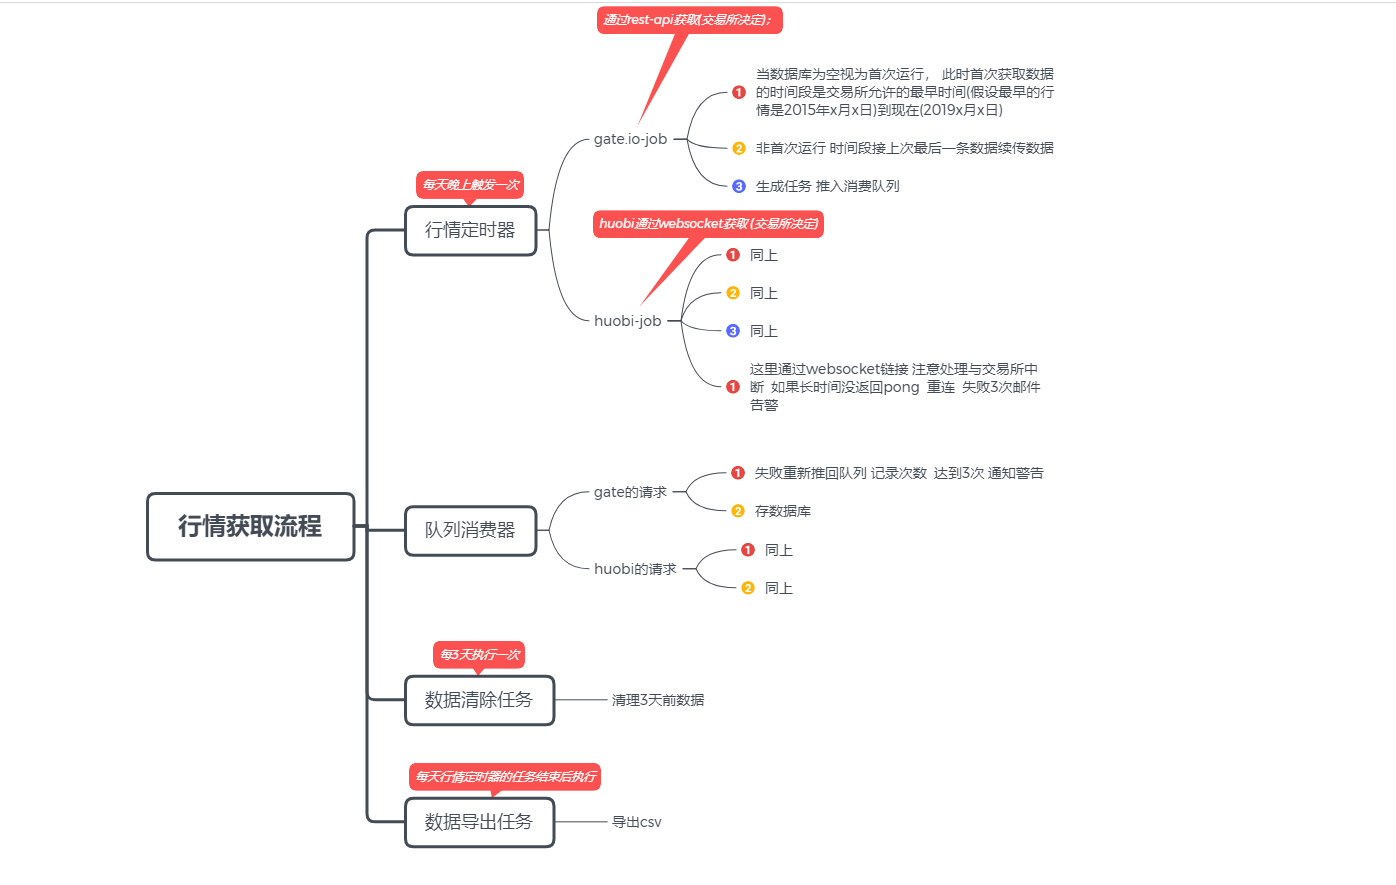 通过rest-api获取(交易所决定)；
当数据库为空视为首次运行， 此时首次获取数据
的时间段是交易所允许的最早时间(假设最早的行
情是2015年x月x日)到现在(2019x月x日)
gate.io-job
非首次运行 时间段接上次最后一条数据续传数据
生成任务 推入消费队列
每天晚上触发一次
行情定时器
huobi通过websocket获取 (交易所决定)
同上
同上
huobi-job
同上
这里通过websocket链接 注意处理与交易所中
断 如果长时间没返回pong 重连 失败3次邮件
告警
行情获取流程
队列消费器
gate的请求
失败重新推回队列 记录次数 达到3次 通知警告
存数据库
huobi的请求
同上
同上
每3天执行一次
数据清除任务
清理3天前数据
每天行情定时器的任务结束后执行
数据导出任务
导出csv